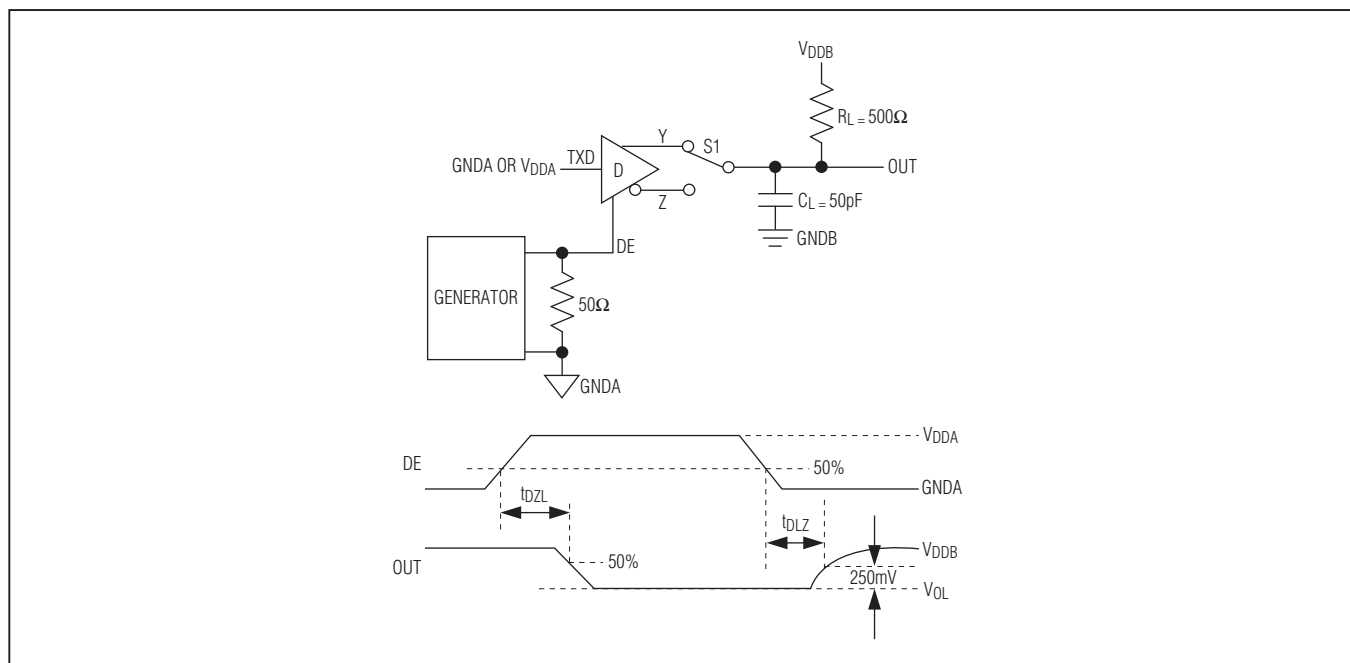 VDDB
RL = 500Ω
Y
S1
GNDA OR VDDA
TXD
D
OUT
Z
CL = 50pF
GNDB
DE
GENERATOR
50Ω
GNDA
VDDA
DE
50%
GNDA
tDZL
tDLZ
VDDB
OUT
50%
250mV
VOL